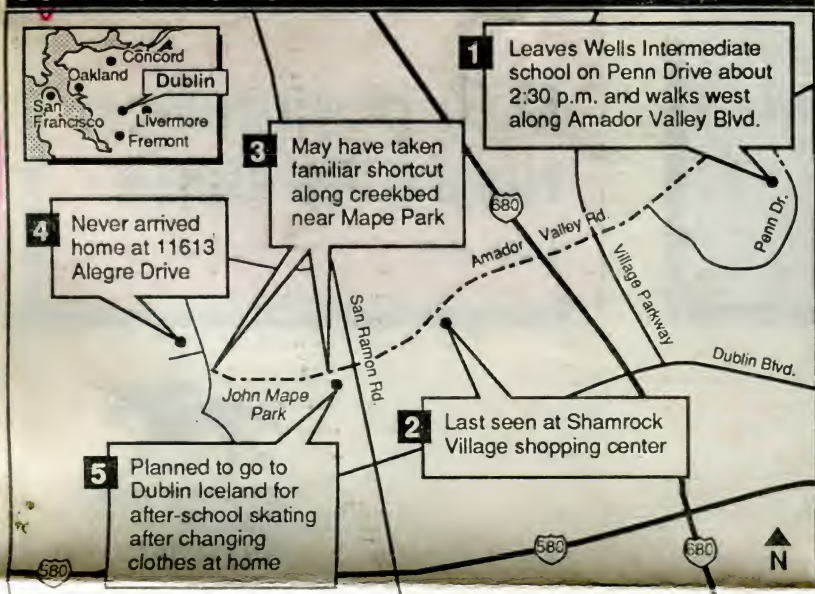 Concord
Oakland
Dublin
San
Francisco
Livermore
Fremont
1
Leaves Wells Intermediate
school on Penn Drive about
2:30 p.m. and walks west
along Amador Valley Blvd.
3
May have taken
familiar shortcut
along creekbed
near Mape Park
4
Never arrived
home at 11613
Alegre Drive
680
Amador Valley Rd.
Penn Dr.
Village Parkway
San Ramon Rd.
Dublin Blvd.
John Mape
Park
2
Last seen at Shamrock
Village shopping center
5
Planned to go to
Dublin Iceland for
after-school skating
after changing
clothes at home
580
580
680
N